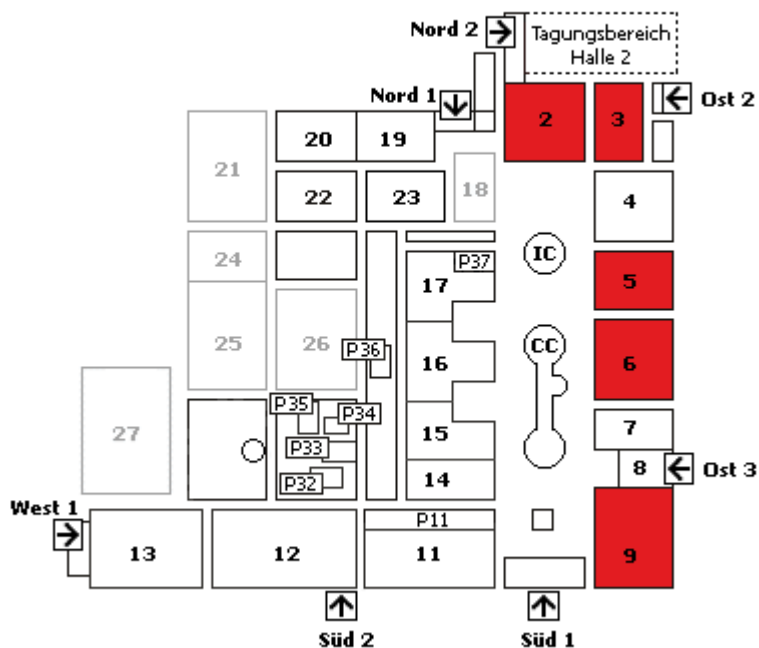 Nord 2
Tagungsbereich
Halle 2
Nord 1
Ost 2
2
3
20
19
21
22
23
18
4
24
IC
P37
17
5
25
26
P36
16
CC
6
27
P35
P34
P33
P32
15
14
7
8
Ost 3
West 1
13
12
P11
11
9
Süd 2
Süd 1